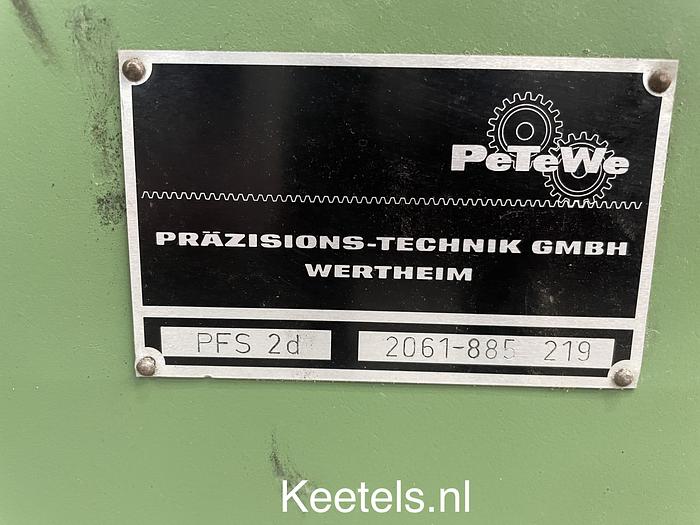 PeTeWe
PRÄZISIONS-TECHNIK GMBH
WERTHEIM
PFS 2d
2061-885 219
Keetels.nl